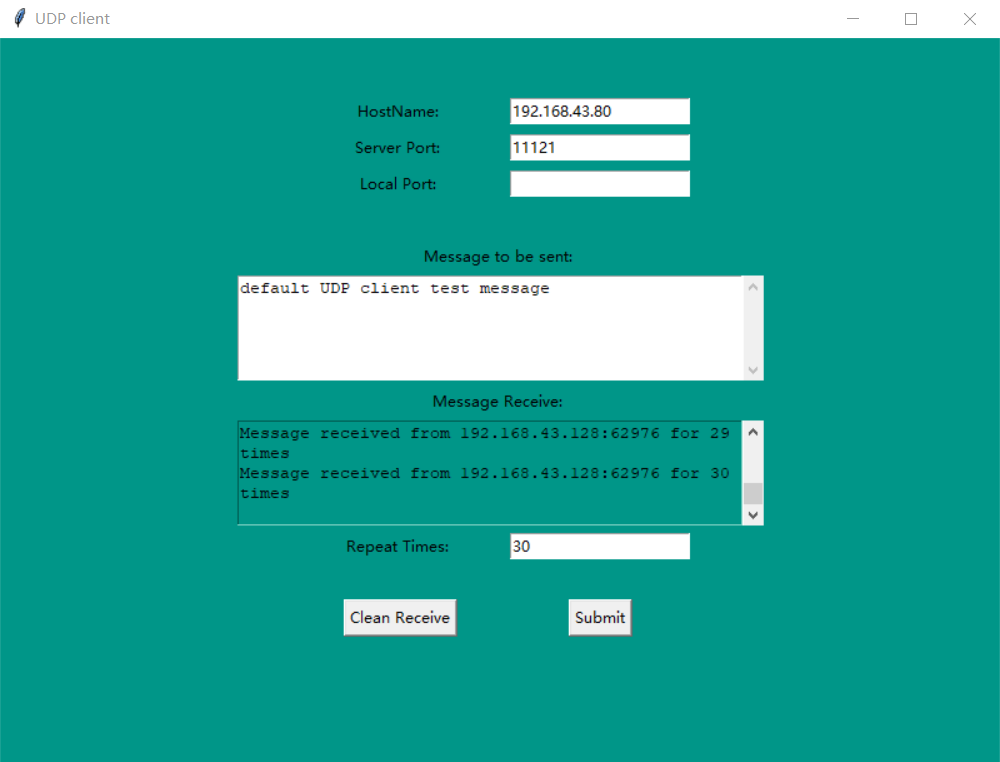 UDP client
HostName: 192.168.43.80
Server Port: 11121
Local Port:
Message to be sent:
default UDP client test message
Message Receive:
Message received from 192.168.43.128:62976 for 29
times
Message received from 192.168.43.128:62976 for 30
times
Repeat Times: 30
Clean Receive Submit